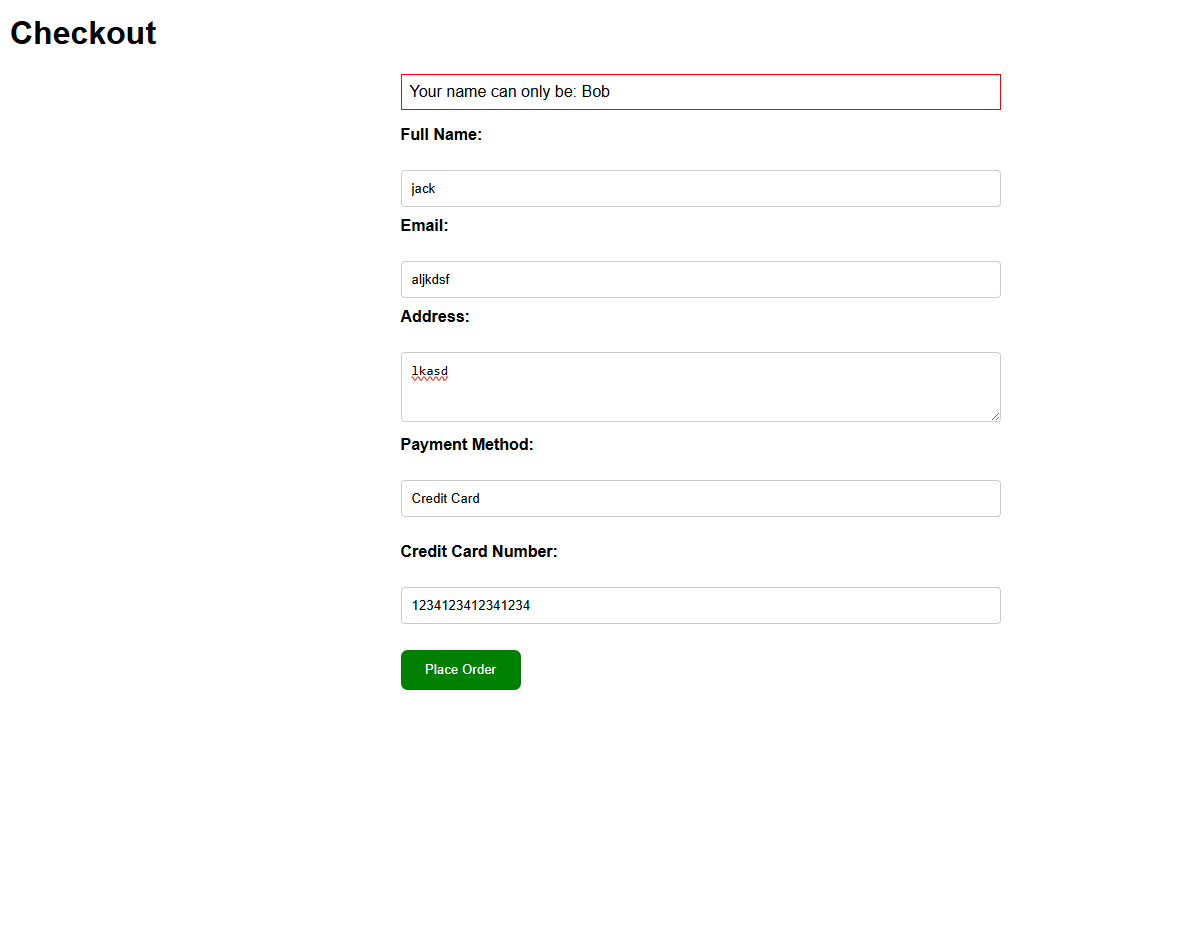 Checkout
Your name can only be: Bob
Full Name:
jack
Email:
aljkdsf
Address:
lkasd
Payment Method:
Credit Card
Credit Card Number:
1234123412341234
Place Order